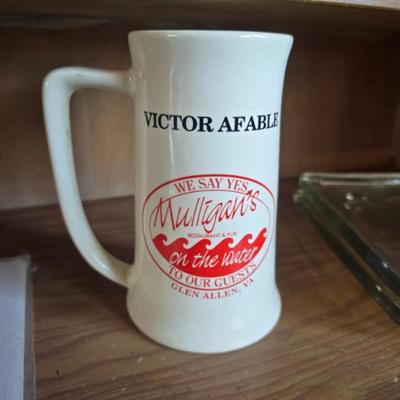 VICTOR AFABLE
WE SAY YES
Mulligan's
RESTAURANT & PUB
on the water
TO OUR GUESTS
GLEN ALLEN, VA